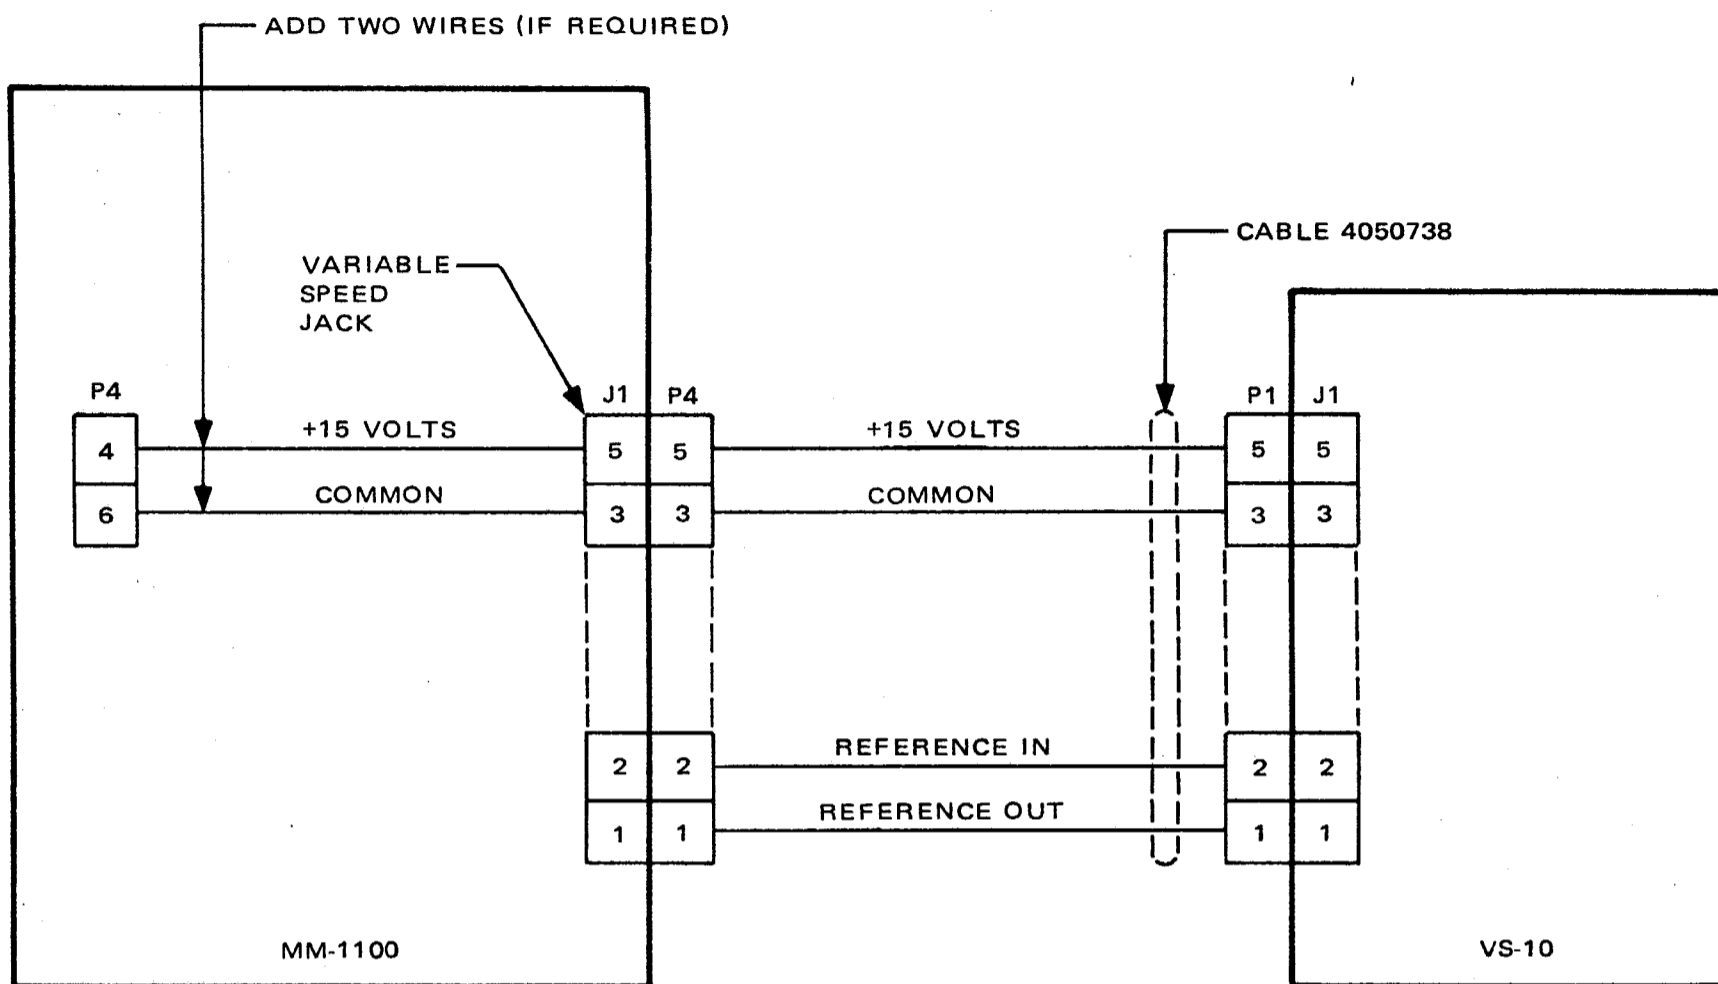 ADD TWO WIRES (IF REQUIRED)
CABLE 4050738
VARIABLE
SPEED
JACK
P4
J1
P4
P1
J1
4
+15 VOLTS
5
5
+15 VOLTS
5
5
6
COMMON
3
3
COMMON
3
3
2
2
REFERENCE IN
2
2
1
1
REFERENCE OUT
1
1
MM-1100
VS-10